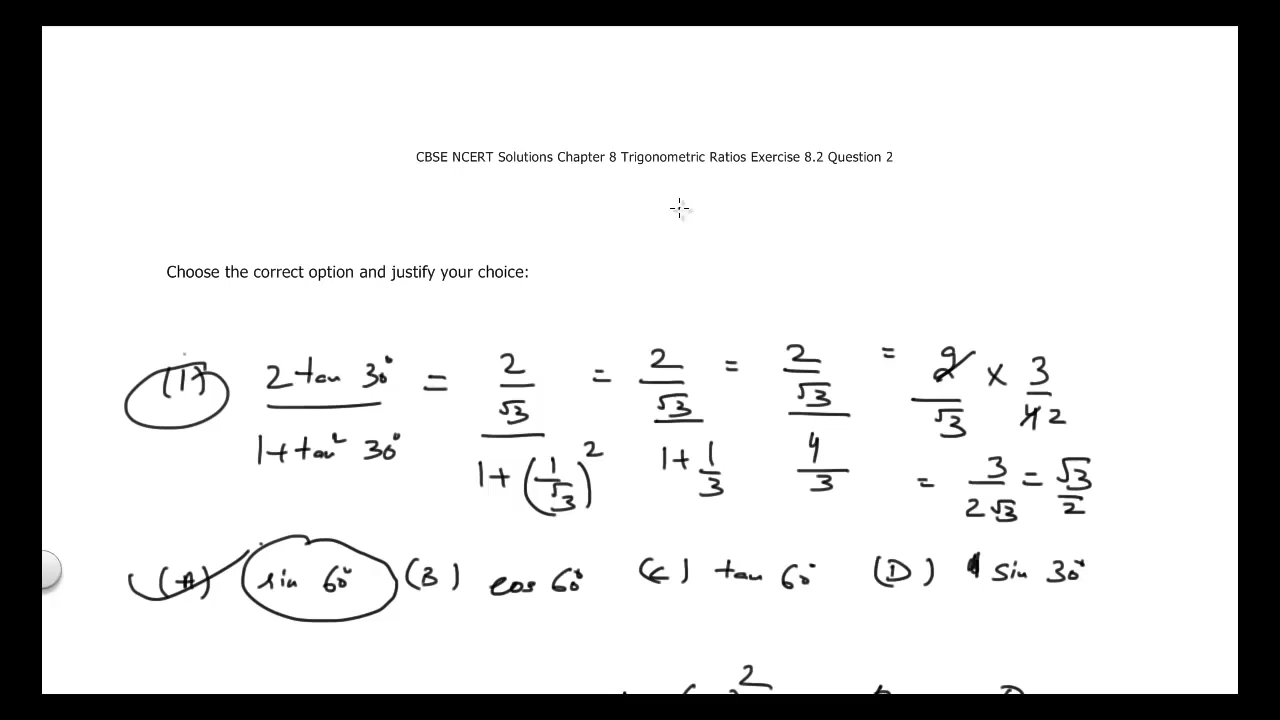 CBSE NCERT Solutions Chapter 8 Trigonometric Ratios Exercise 8.2 Question 2
Choose the correct option and justify your choice:
(i) (2 tan 30°)/(1+tan² 30°) = (2/√3)/(1+(1/√3)²) = (2/√3)/(1+1/3) = (2/√3)/(4/3) = 2/√3 × 3/4 2
= 3/2√3 = √3/2
(A) sin 60° (B) cos 60° (C) tan 60° (D) sin 30°
2